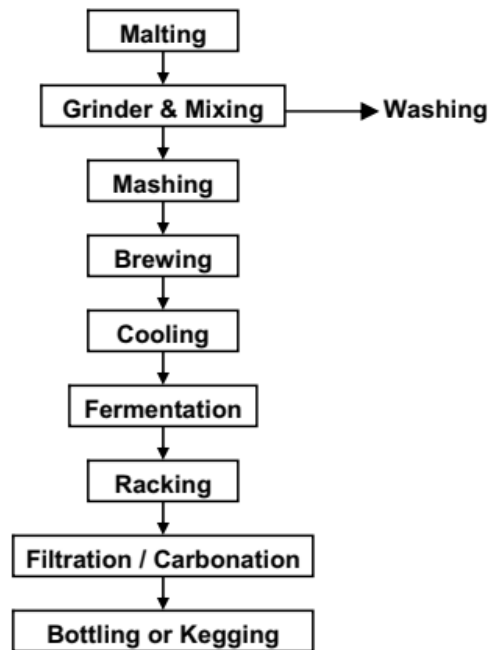 Malting
Grinder & Mixing
Washing
Mashing
Brewing
Cooling
Fermentation
Racking
Filtration / Carbonation
Bottling or Kegging